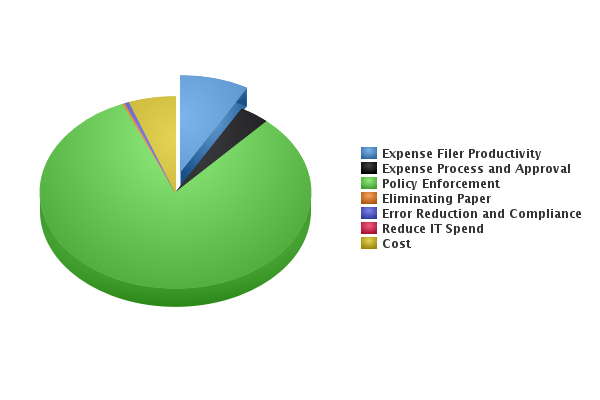 Expense Filer Productivity
Expense Process and Approval
Policy Enforcement
Eliminating Paper
Error Reduction and Compliance
Reduce IT Spend
Cost